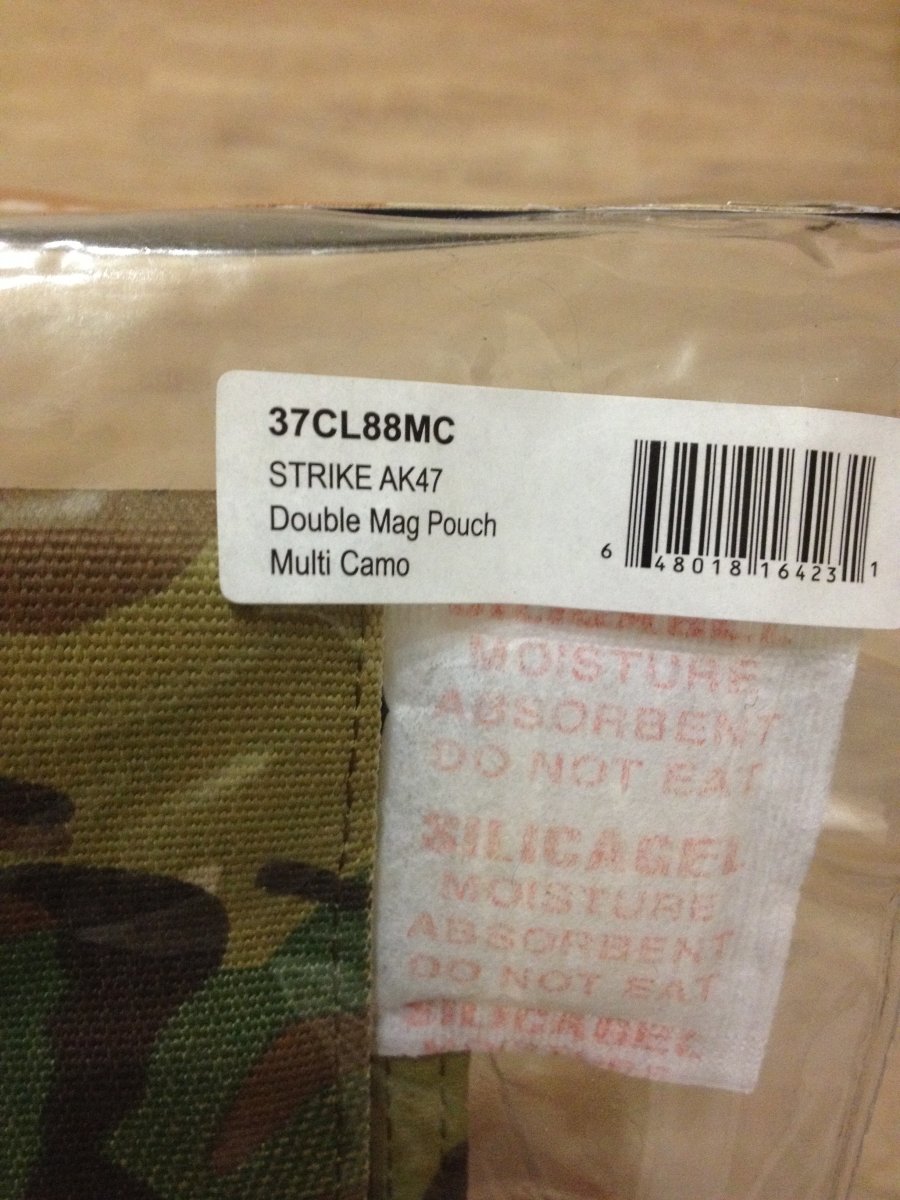 37CL88MC
STRIKE AK47
Double Mag Pouch
Multi Camo
6 48018 16423 1
MOISTURE
ABSORBENT
DO NOT EAT
SILICAGEL
MOISTURE
ABSORBENT
DO NOT EAT
SILICAGEL